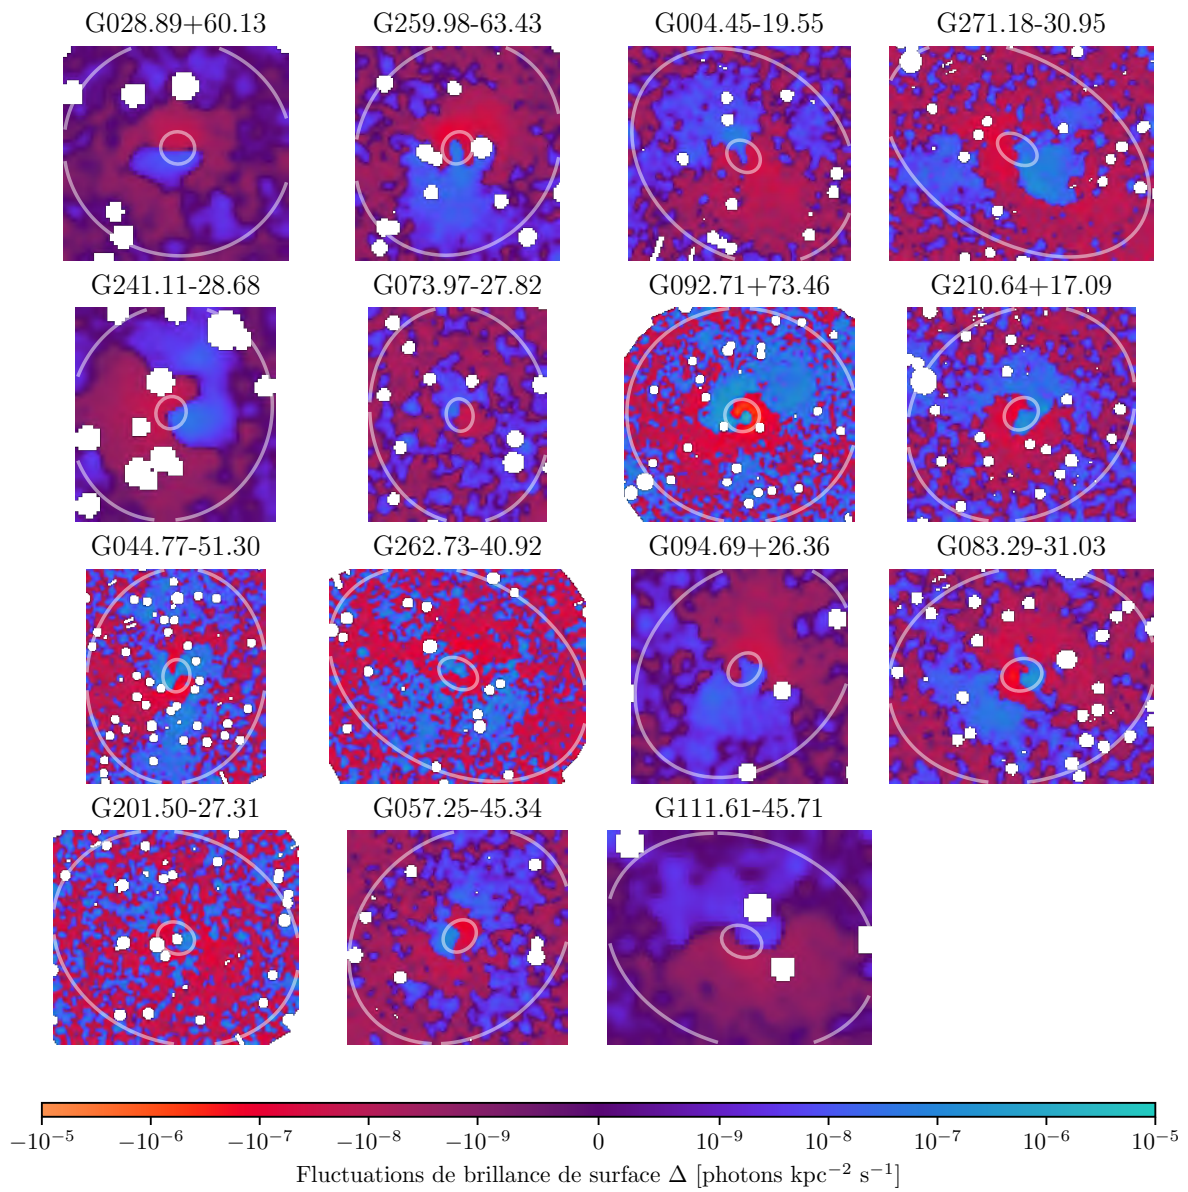 G028.89+60.13 G259.98-63.43 G004.45-19.55 G271.18-30.95
G241.11-28.68 G073.97-27.82 G092.71+73.46 G210.64+17.09
G044.77-51.30 G262.73-40.92 G094.69+26.36 G083.29-31.03
G201.50-27.31 G057.25-45.34 G111.61-45.71
−10⁻⁵ −10⁻⁶ −10⁻⁷ −10⁻⁸ −10⁻⁹ 0 10⁻⁹ 10⁻⁸ 10⁻⁷ 10⁻⁶ 10⁻⁵
Fluctuations de brillance de surface Δ [photons kpc⁻² s⁻¹]